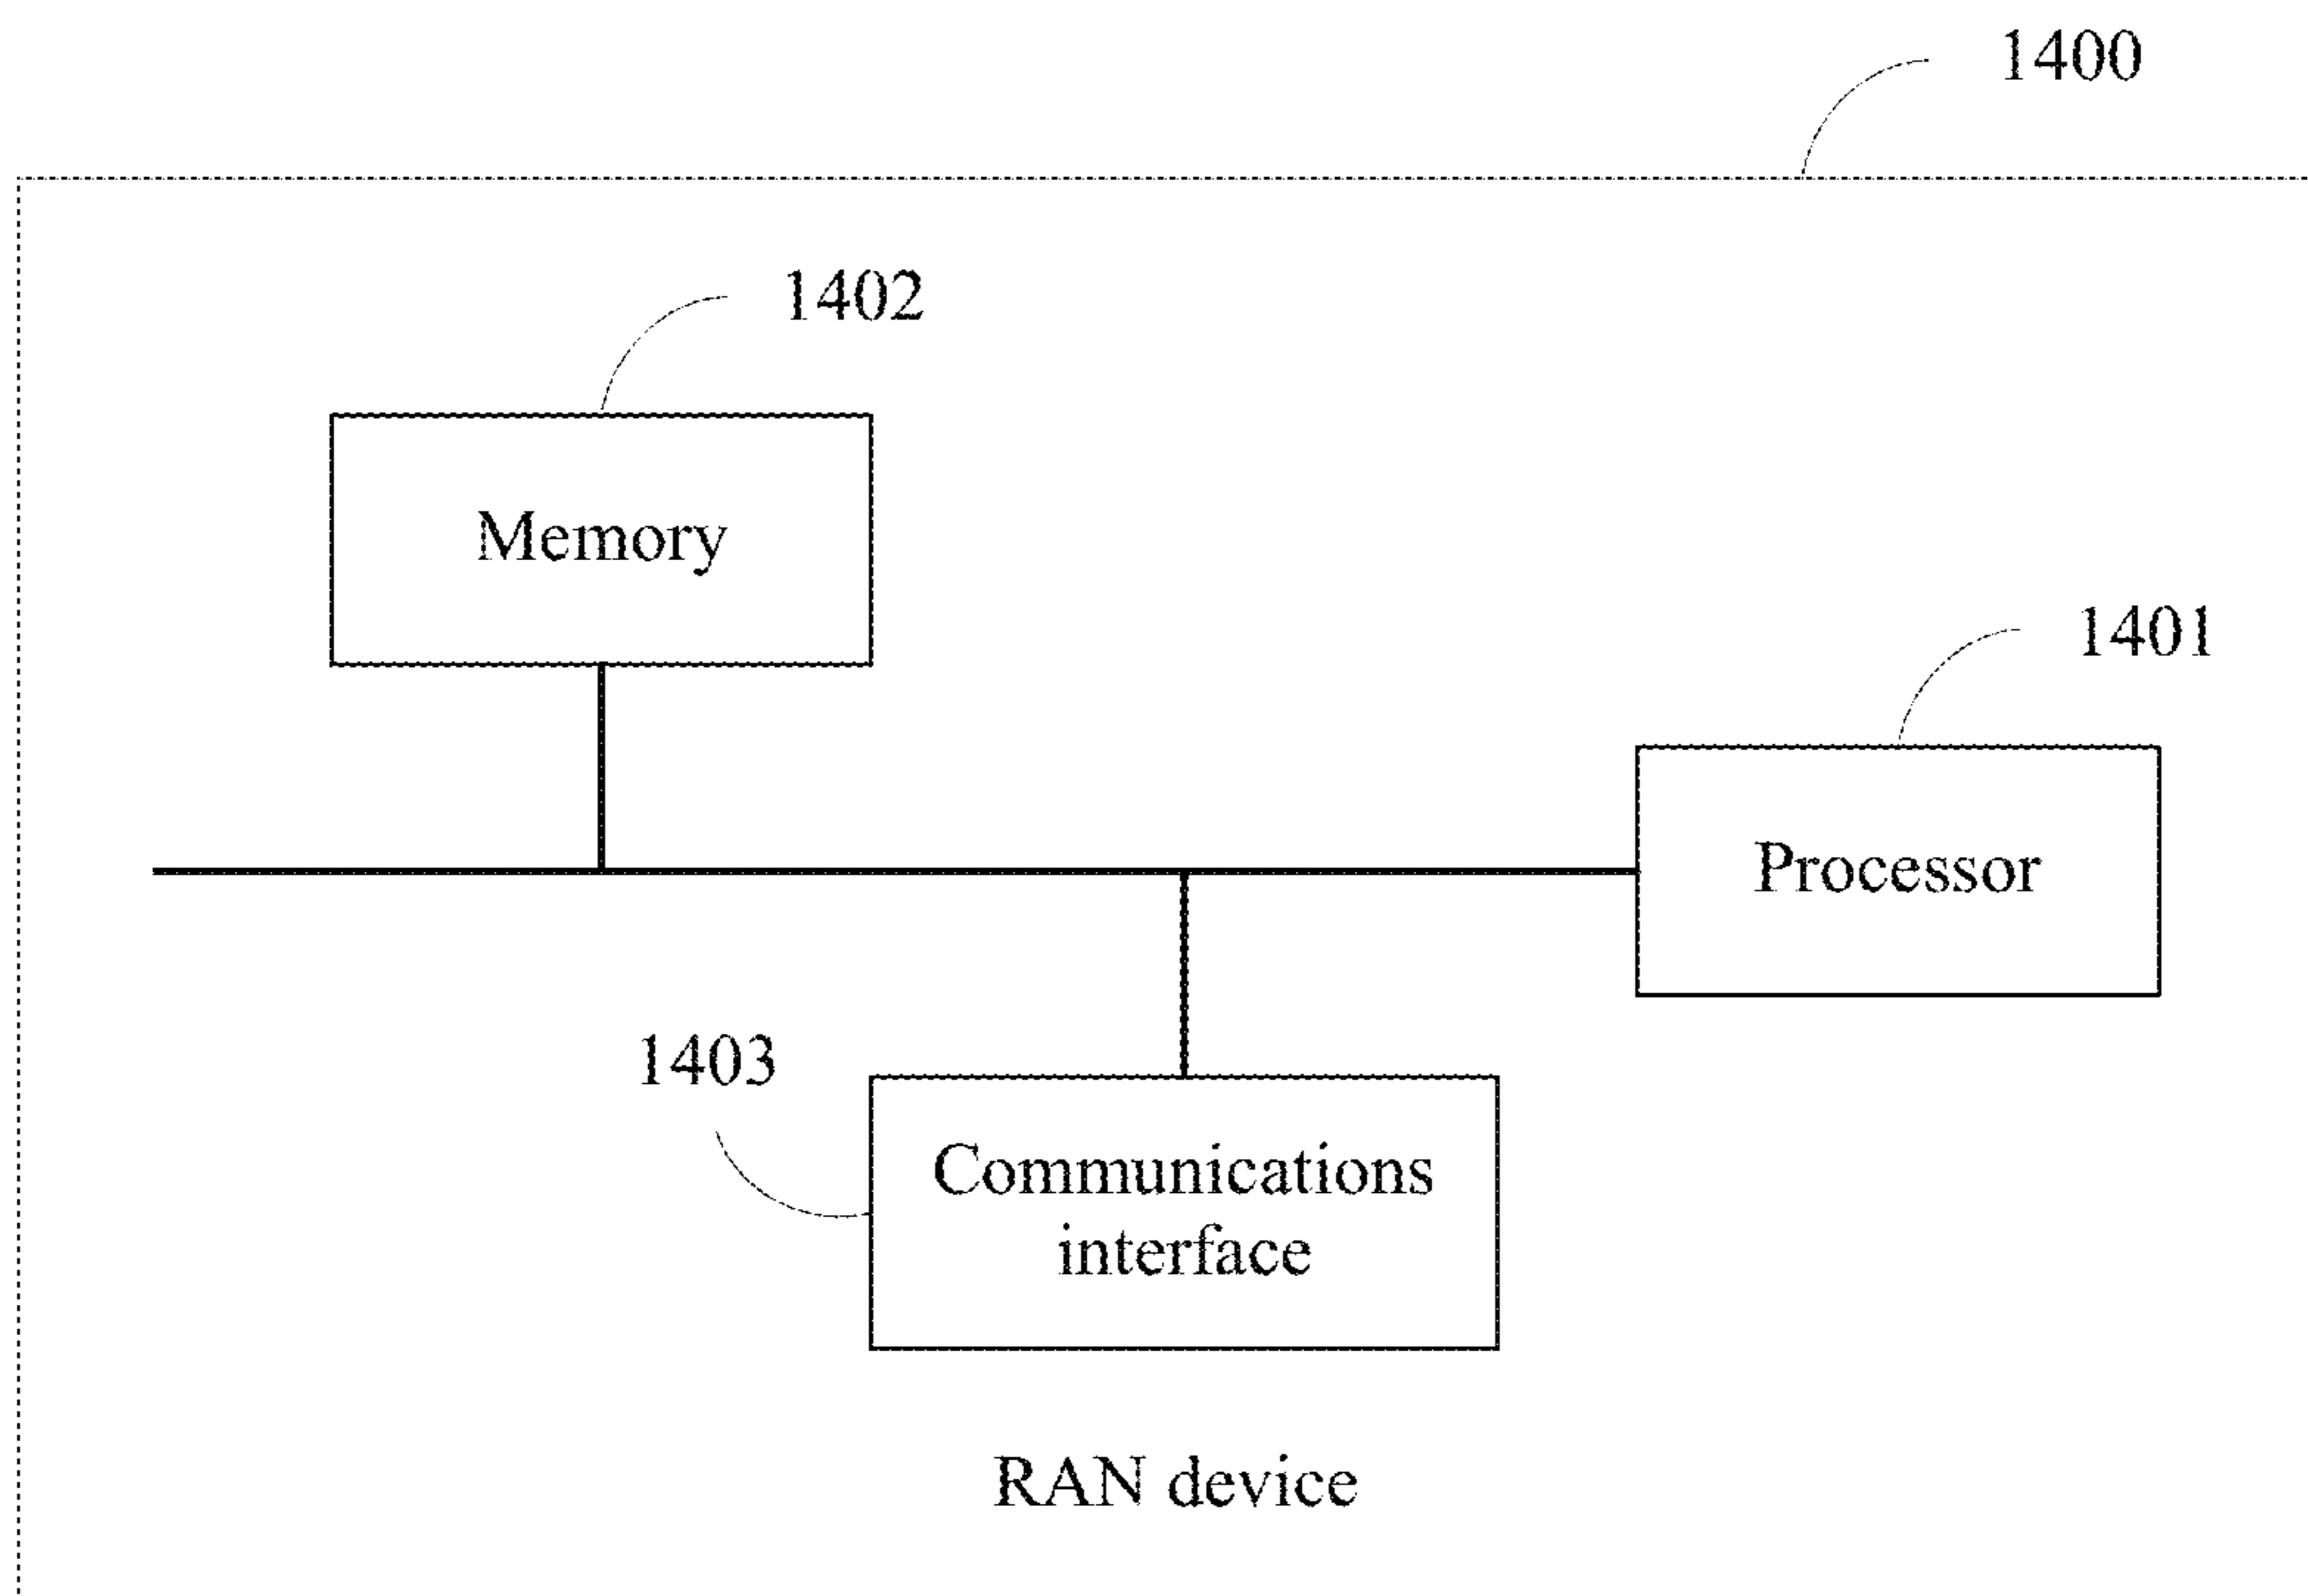 1400
1402
Memory
1401
Processor
1403
Communications
interface
RAN device